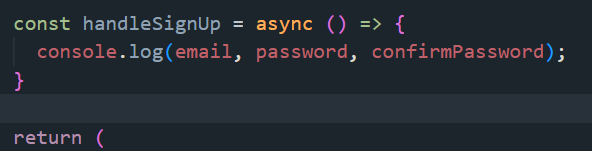 const handleSignUp = async () => {
  console.log(email, password, confirmPassword);
}
return (